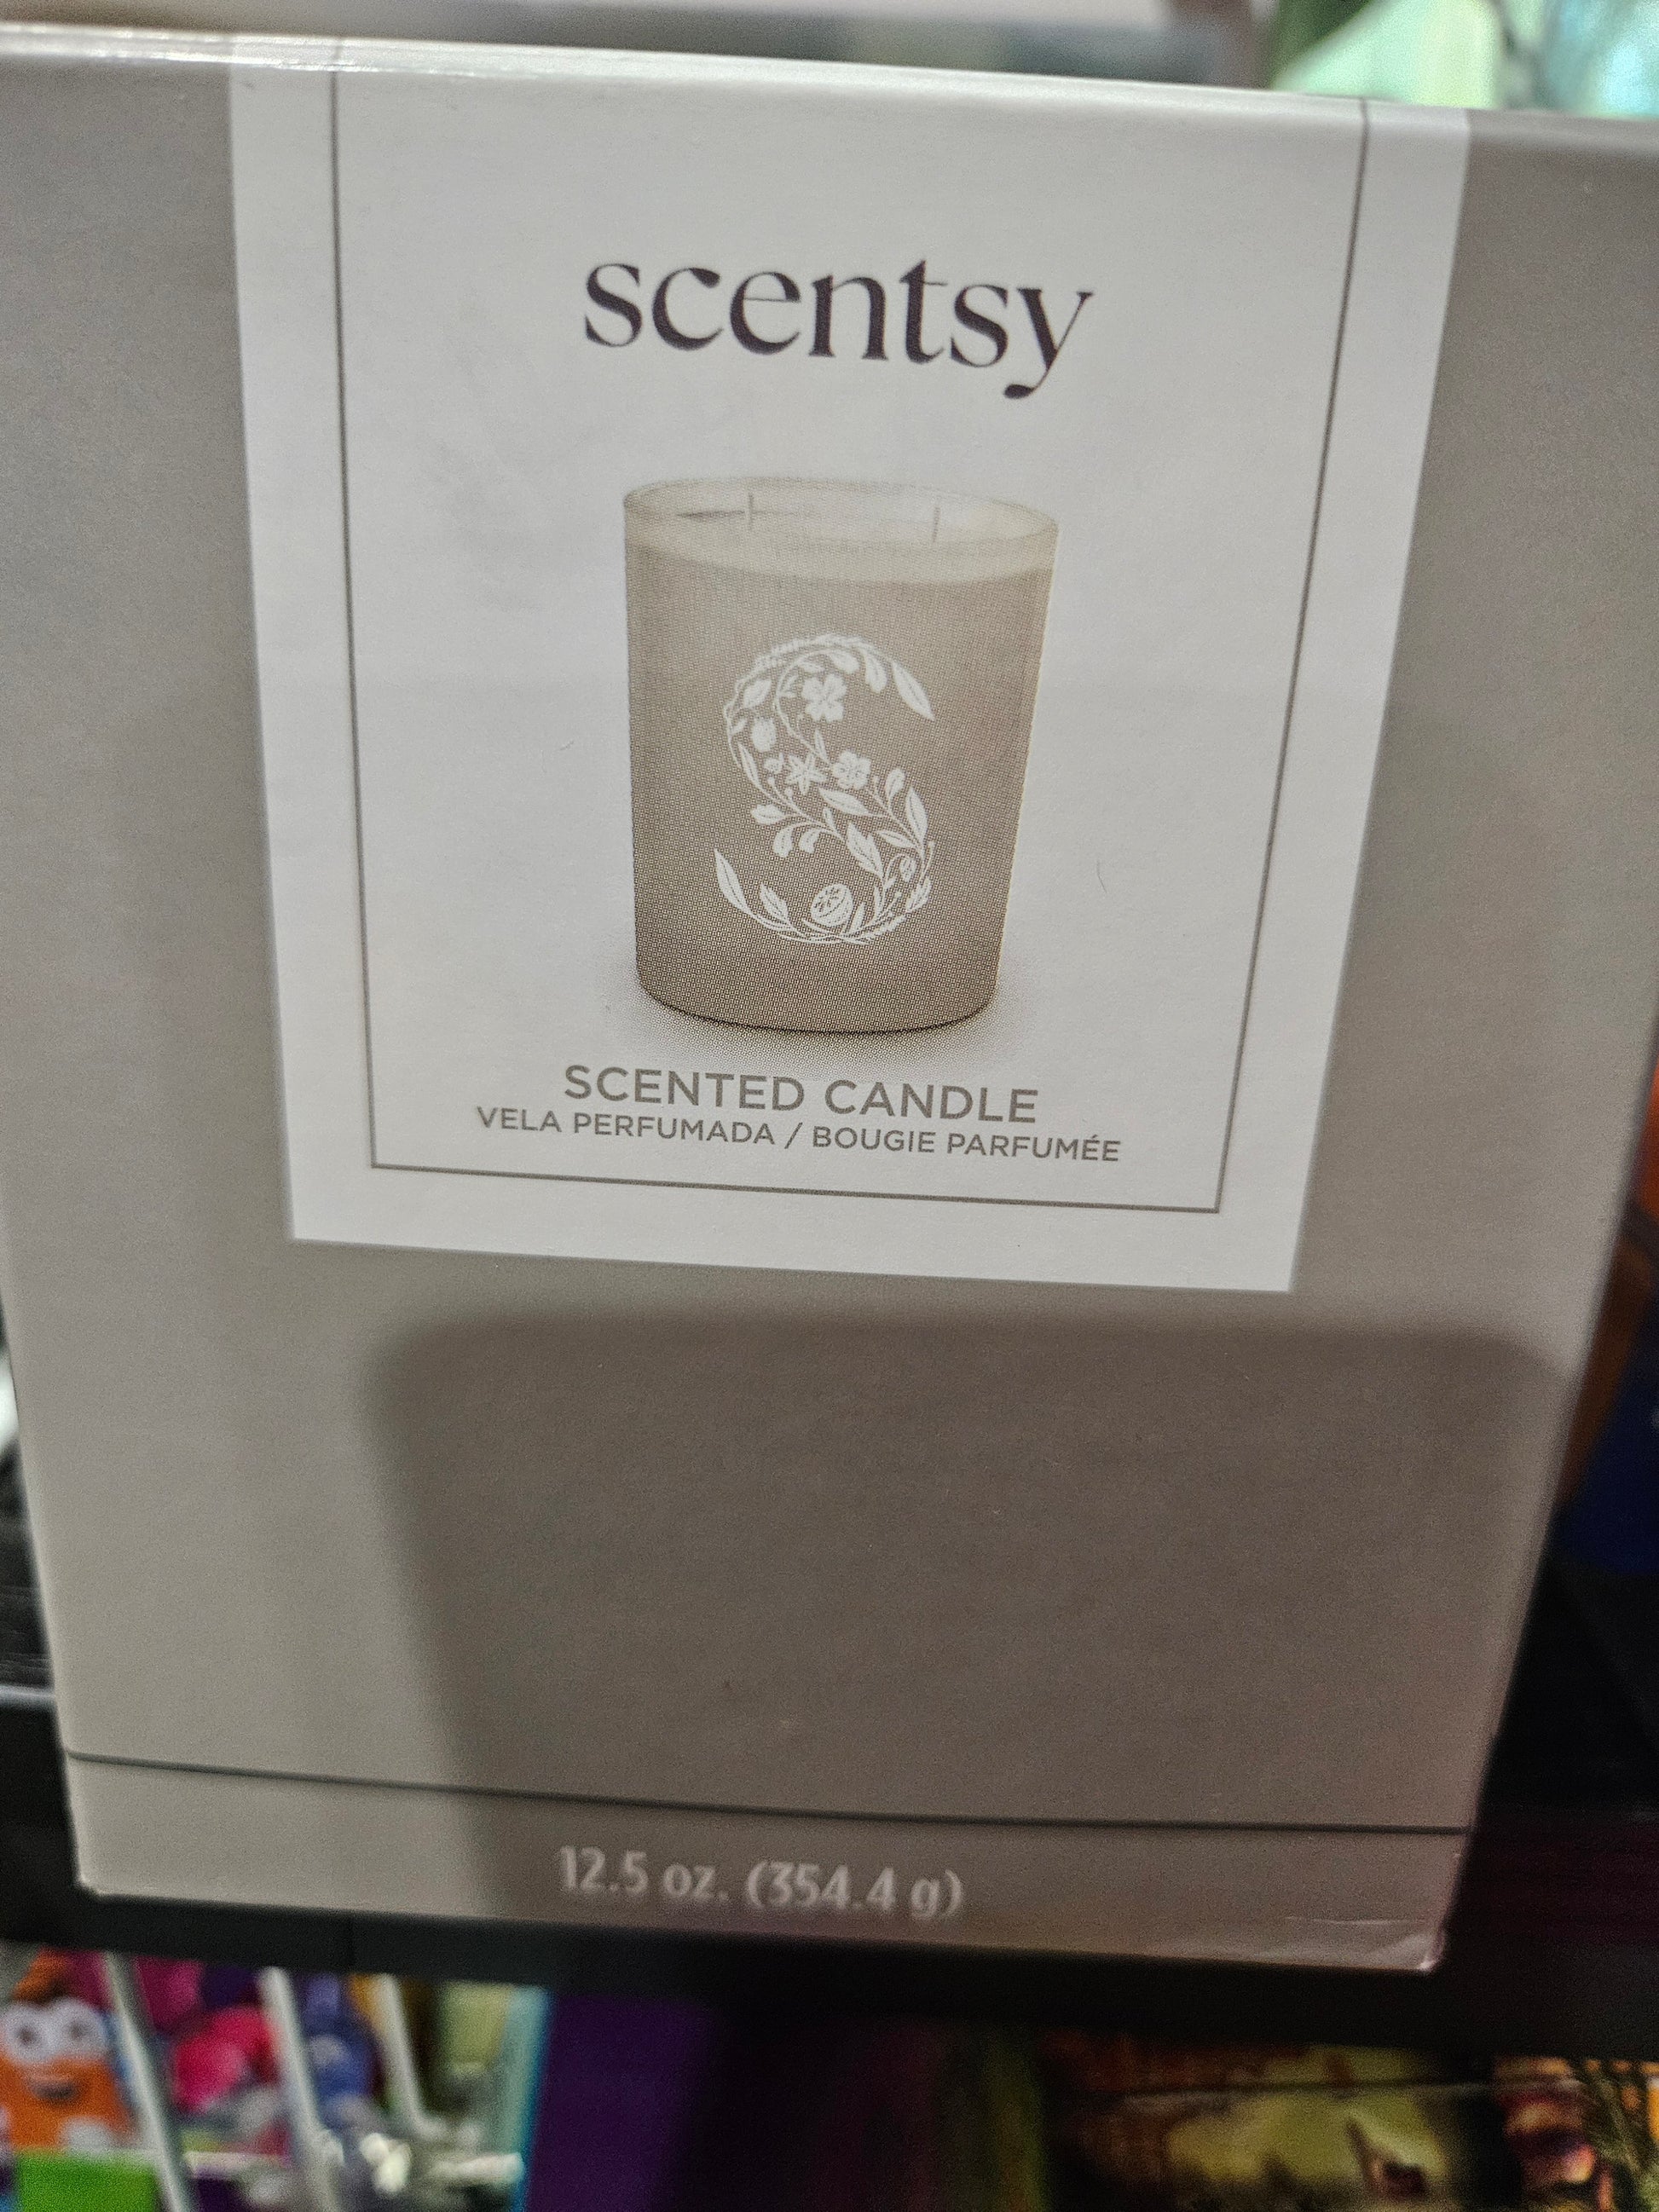 scentsy
SCENTED CANDLE
VELA PERFUMADA / BOUGIE PARFUMÉE
12.5 oz. (354.4 g)